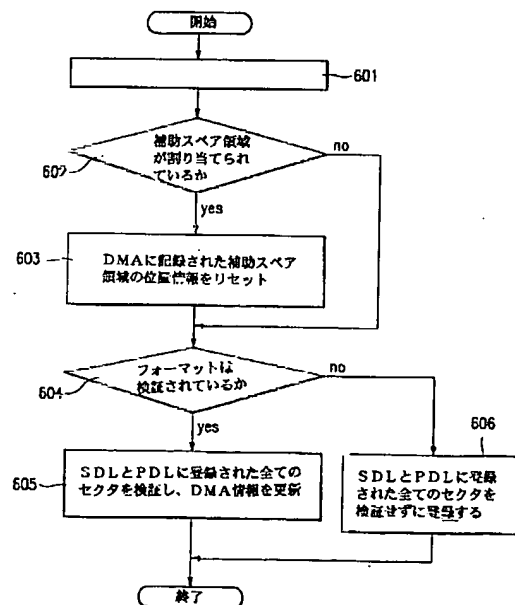 開始
601
補助スペア領域
が割り当てられ
ているか
no
602
yes
603
DMAに記録された補助スペア
領域の位置情報をリセット
フォーマットは
検証されているか
no
604
yes
606
605
SDLとPDLに登録された全ての
セクタを検証し、DMA情報を更新
SDLとPDLに登録
された全てのセクタを
検証せずに登録する
終了